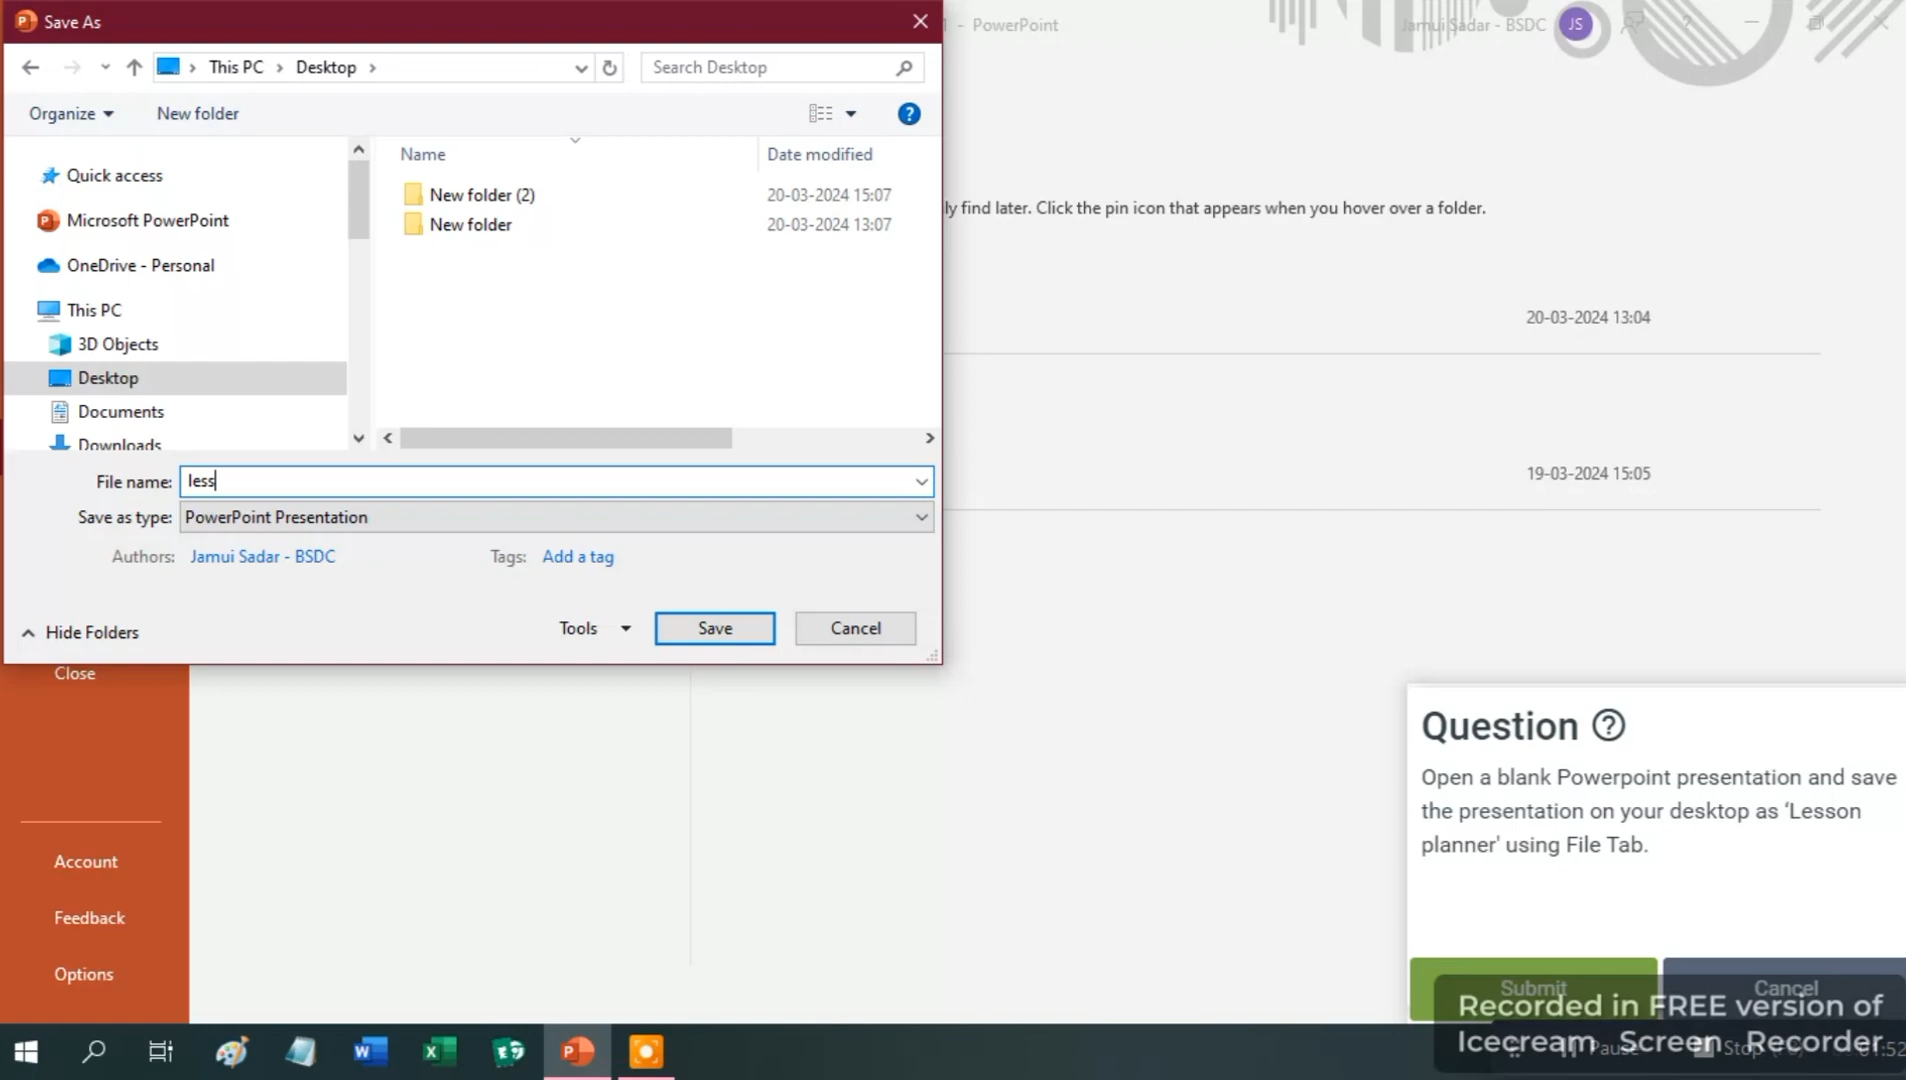 Save As
- PowerPoint
Jamui Sadar - BSDC
JS
This PC
Desktop
Search Desktop
Organize
New folder
Name
Date modified
Quick access
New folder (2)
20-03-2024 15:07
Microsoft PowerPoint
New folder
20-03-2024 13:07
ly find later. Click the pin icon that appears when you hover over a folder.
OneDrive - Personal
This PC
3D Objects
20-03-2024 13:04
Desktop
Documents
Downloads
File name: less
19-03-2024 15:05
Save as type: PowerPoint Presentation
Authors: Jamui Sadar - BSDC
Tags: Add a tag
Hide Folders
Tools
Save
Cancel
Close
Question ?
Open a blank Powerpoint presentation and save
the presentation on your desktop as ‘Lesson
planner' using File Tab.
Account
Feedback
Options
Submit
Cancel
Recorded in FREE version of
Icecream Screen Recorder
Pause
Stop